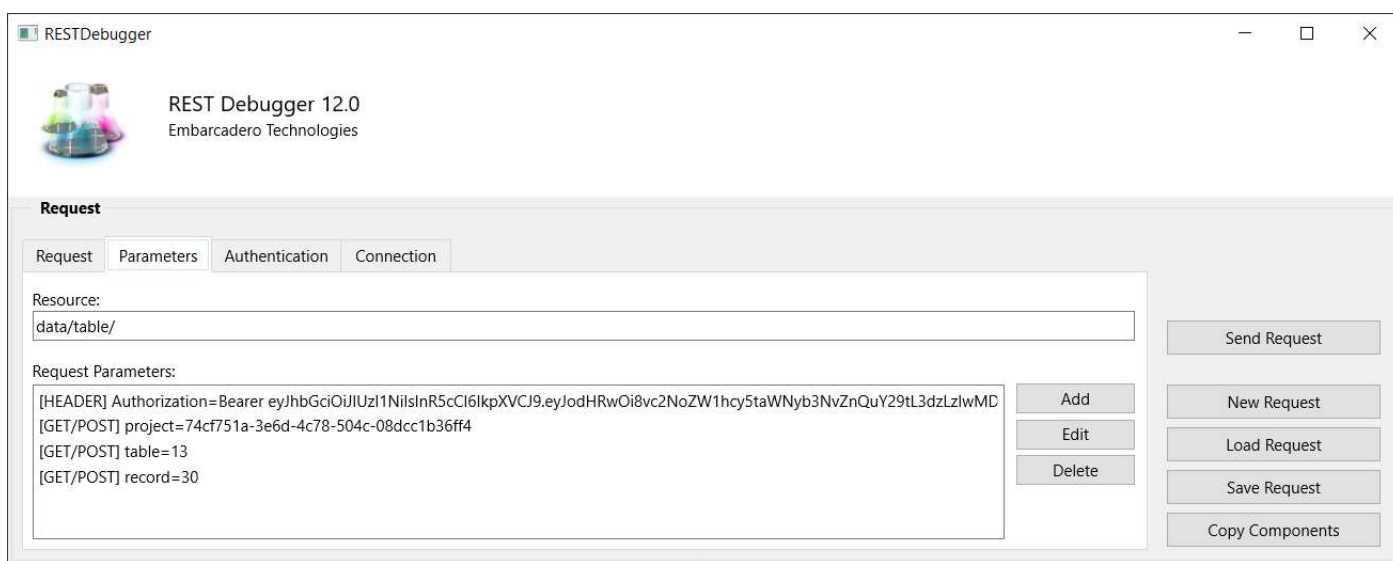 RESTDebugger
REST Debugger 12.0
Embarcadero Technologies
Request
Request Parameters Authentication Connection
Resource:
data/table/
Send Request
Request Parameters:
[HEADER] Authorization=Bearer eyJhbGciOiJIUzI1NiIsInR5cCI6IkpXVCJ9.eyJodHRwOi8vc2NoZW1hcy5taWNyb3NvZnQuY29tL3dzLzIwMD
[GET/POST] project=74cf751a-3e6d-4c78-504c-08dcc1b36ff4
[GET/POST] table=13
[GET/POST] record=30
Add
Edit
Delete
New Request
Load Request
Save Request
Copy Components